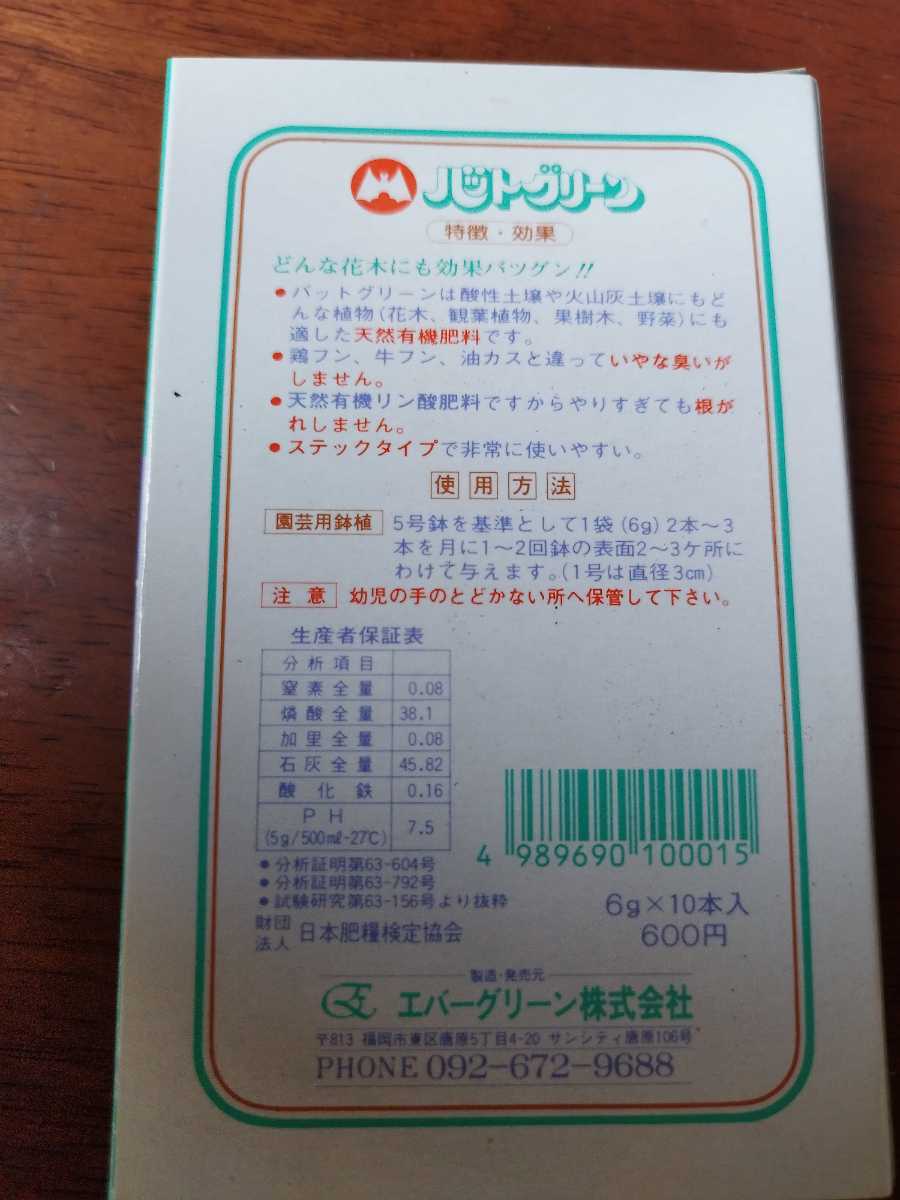 バットグリーン
特徴・効果
どんな花木にも効果バツグン!!
●バットグリーンは酸性土壌や火山灰土壌にもど
んな植物(花木、観葉植物、果樹木、野菜)にも
適した天然有機肥料です。
●鶏フン、牛フン、油カスと違っていやな臭いが
しません。
●天然有機リン酸肥料ですからやりすぎても根が
れしません。
●ステックタイプで非常に使いやすい。
使用方法
園芸用鉢植 5号鉢を基準として1袋(6g)2本〜3
本を月に1〜2回鉢の表面2〜3ケ所に
わけて与えます。(1号は直径3cm)
注意 幼児の手のとどかない所へ保管して下さい。
生産者保証表
分析項目
窒素全量 0.08
燐酸全量 38.1
加里全量 0.08
石灰全量 45.82
酸化鉄 0.16
PH
(5g/500ml-27℃) 7.5
4 989690 100015
●分析証明第63-604号
●分析証明第63-792号
●試験研究第63-156号より抜粋
財団法人 日本肥糧検定協会
6g×10本入
600円
製造・発売元
エバーグリーン株式会社
〒813 福岡市東区唐原5丁目4-20 サンシティ唐原106号
PHONE 092-672-9688